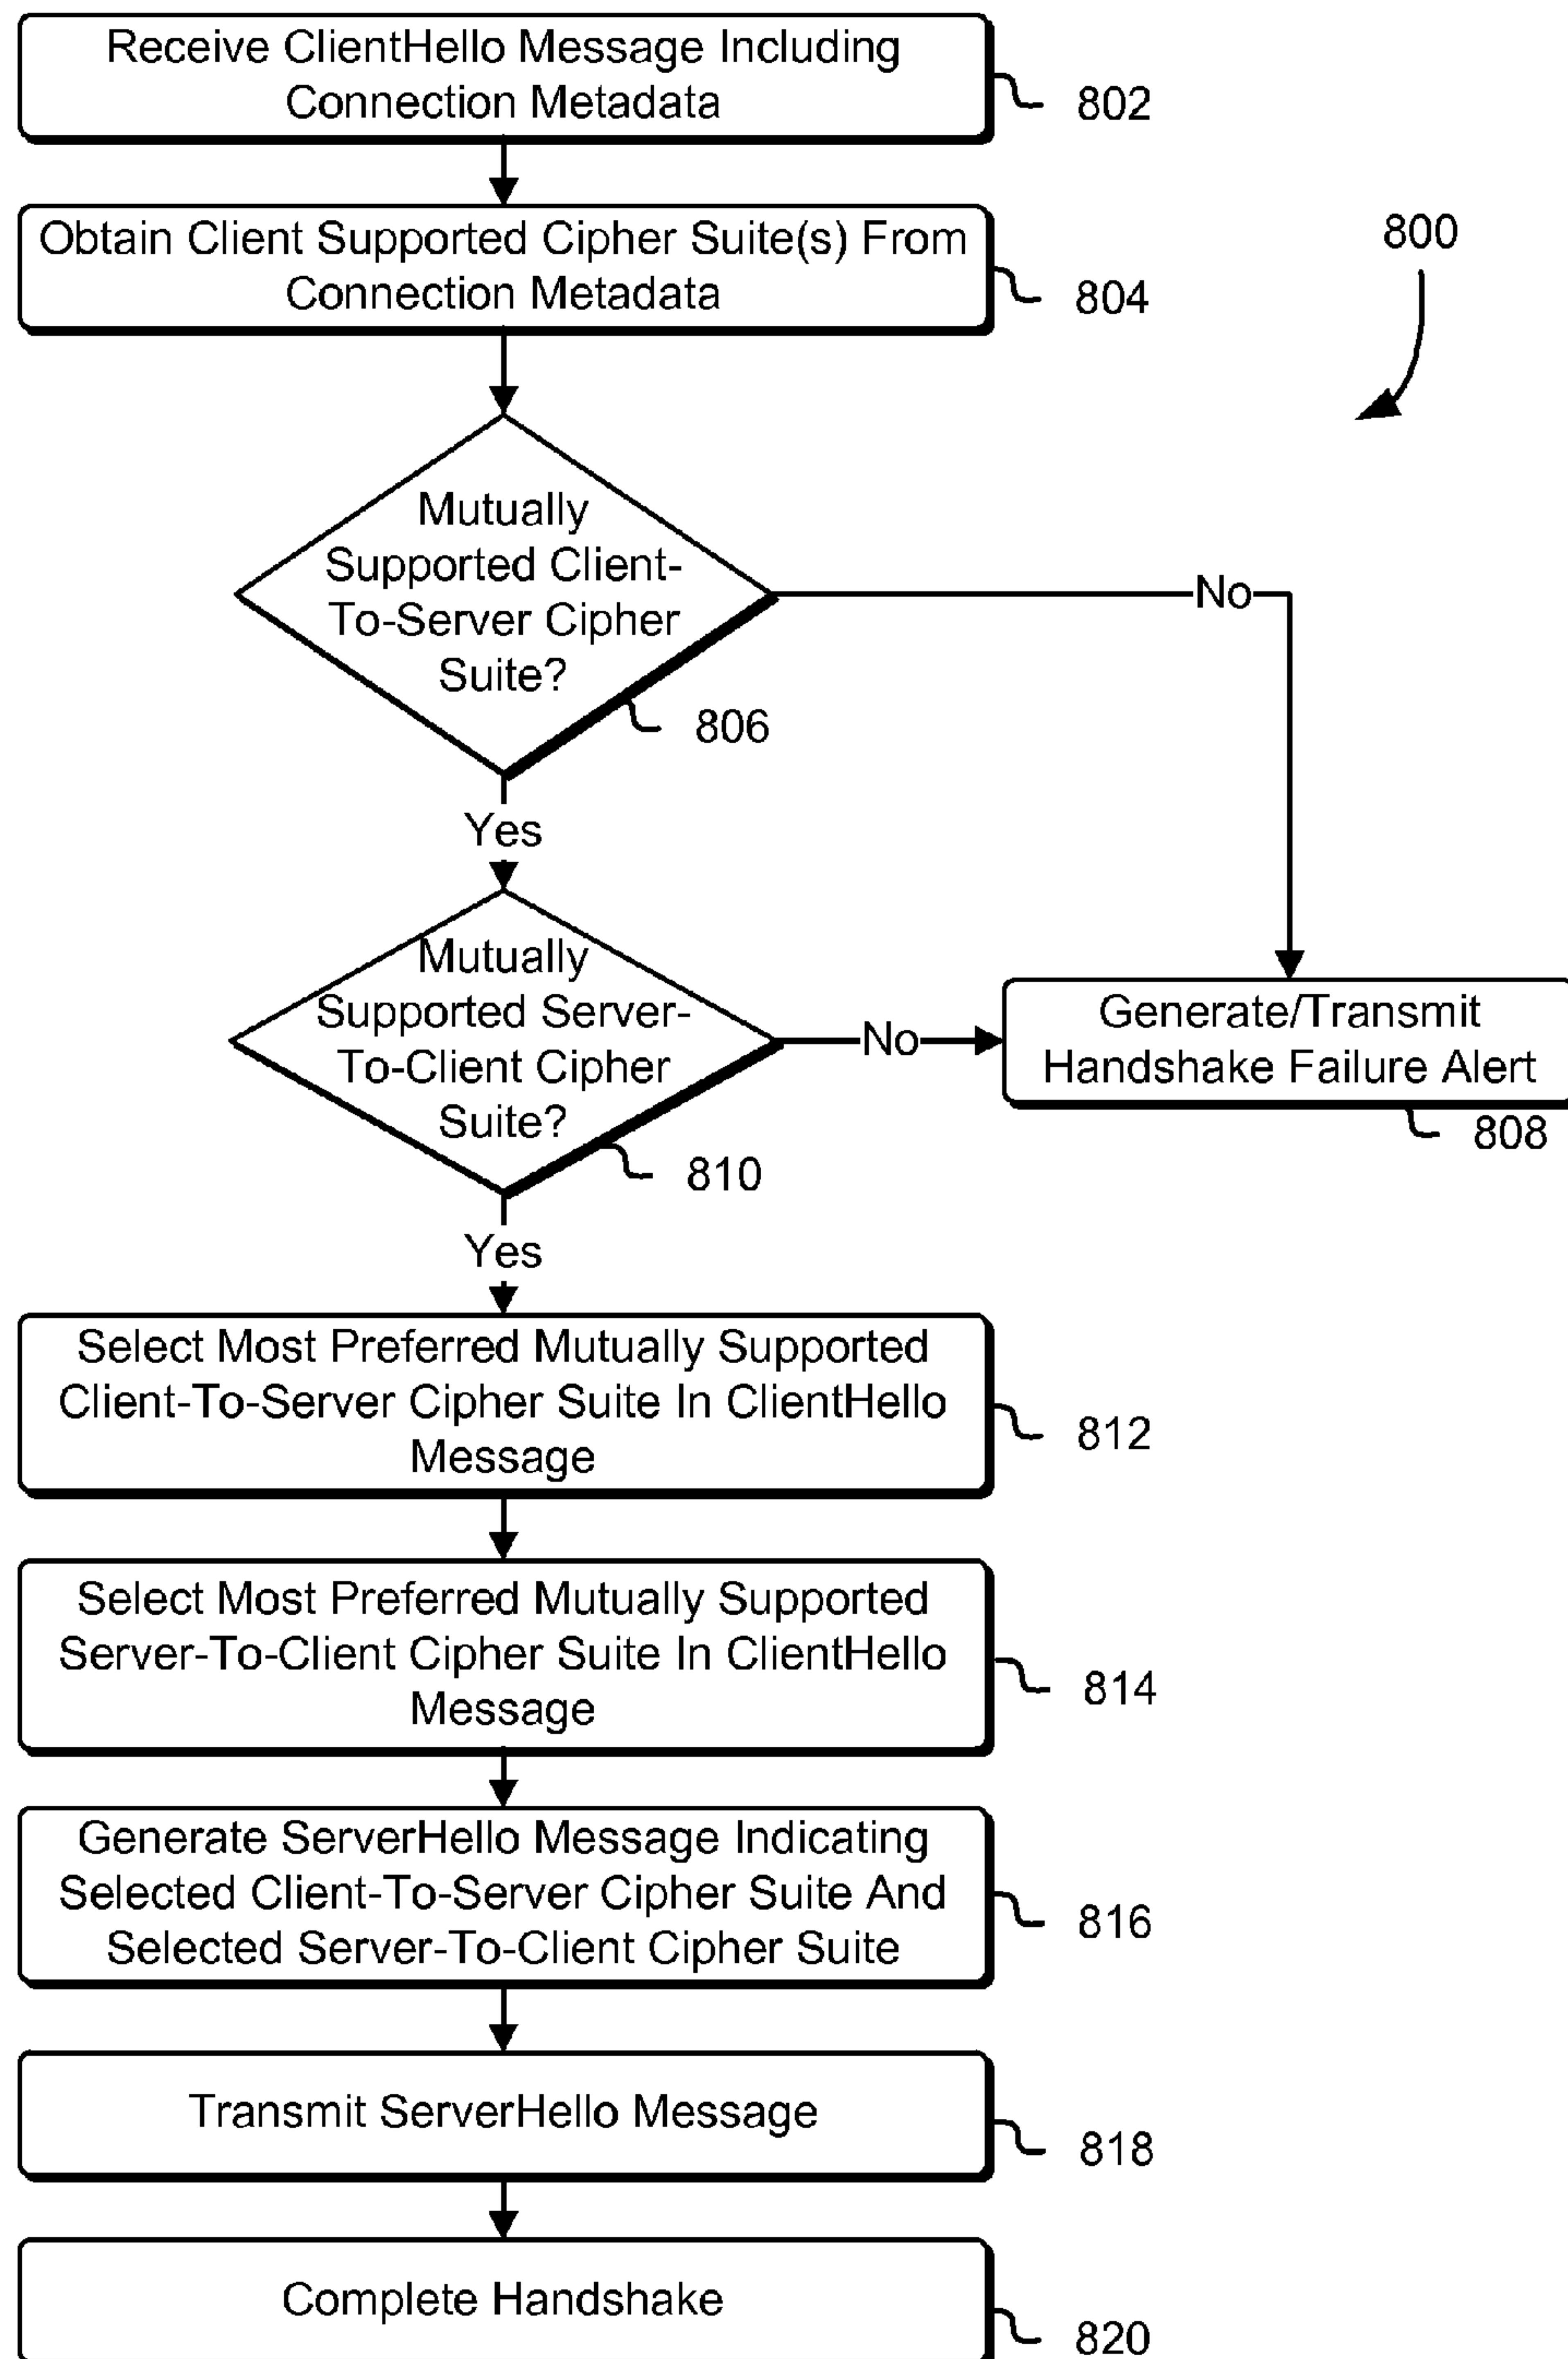 Receive ClientHello Message Including
Connection Metadata
802
Obtain Client Supported Cipher Suite(s) From
Connection Metadata
804
800
Mutually
Supported Client-
To-Server Cipher
Suite?
806
No
Yes
Mutually
Supported Server-
To-Client Cipher
Suite?
810
No
Generate/Transmit
Handshake Failure Alert
808
Yes
Select Most Preferred Mutually Supported
Client-To-Server Cipher Suite In ClientHello
Message
812
Select Most Preferred Mutually Supported
Server-To-Client Cipher Suite In ClientHello
Message
814
Generate ServerHello Message Indicating
Selected Client-To-Server Cipher Suite And
Selected Server-To-Client Cipher Suite
816
Transmit ServerHello Message
818
Complete Handshake
820